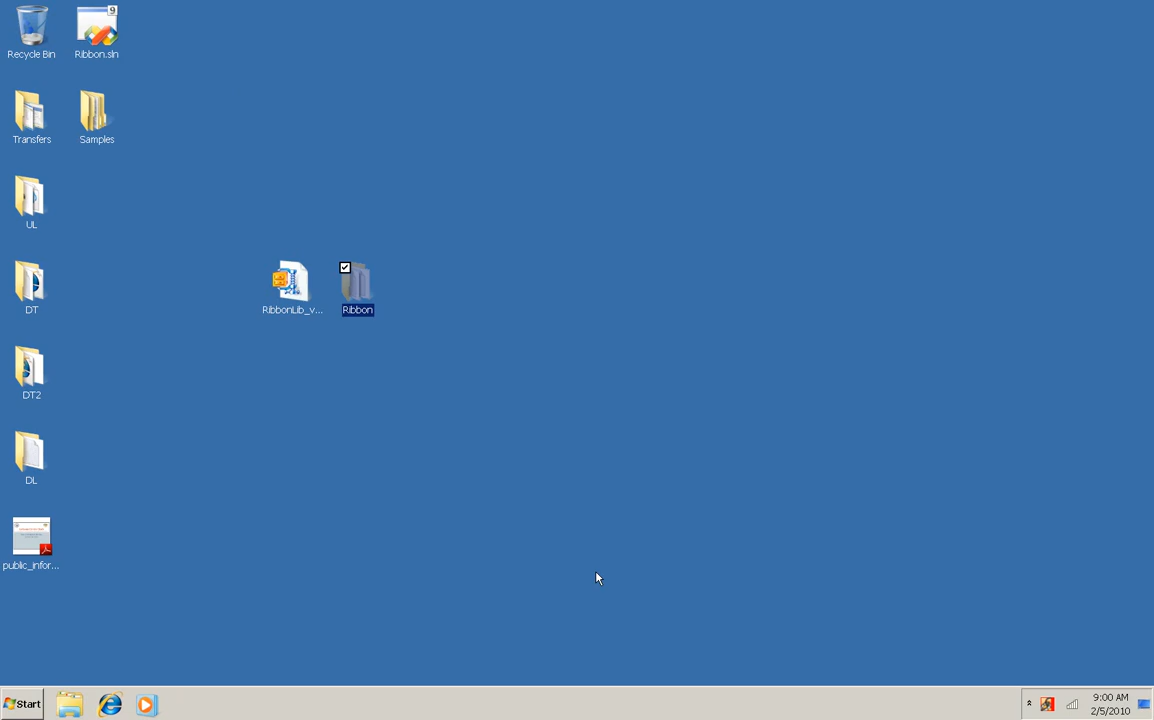 Recycle Bin
Ribbon.sln
9
Transfers
Samples
UL
DT
RibbonLib_v...
Ribbon
DT2
DL
public_infor...
Start
9:00 AM
2/5/2010